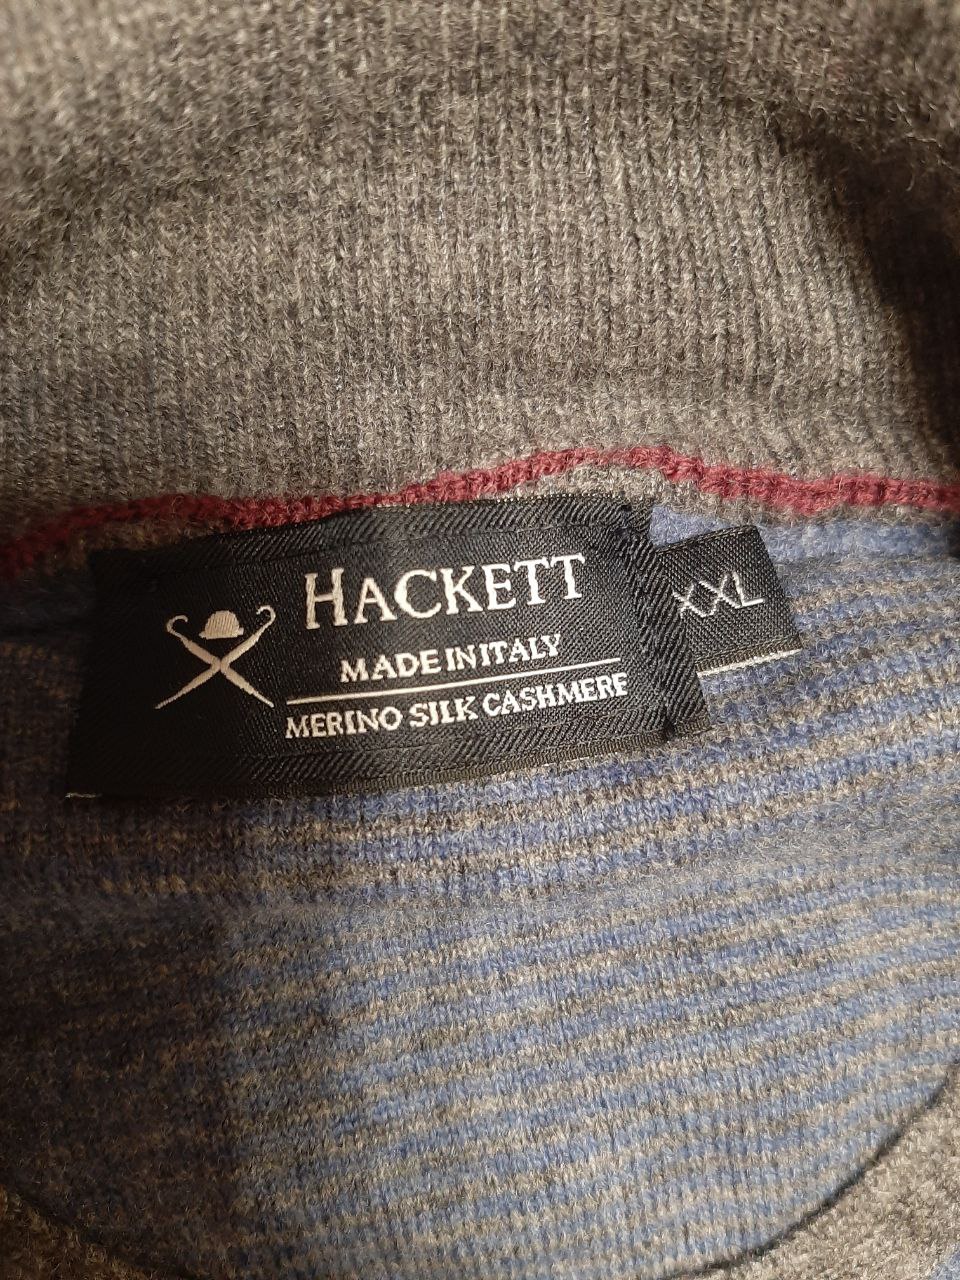 HACKETT
MADE IN ITALY
MERINO SILK CASHMERE
XXL